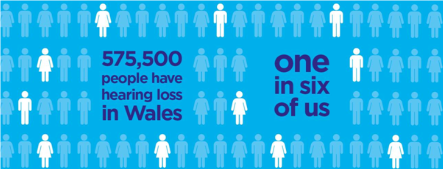 575,500
people have
hearing loss
in Wales
one
in six
of us